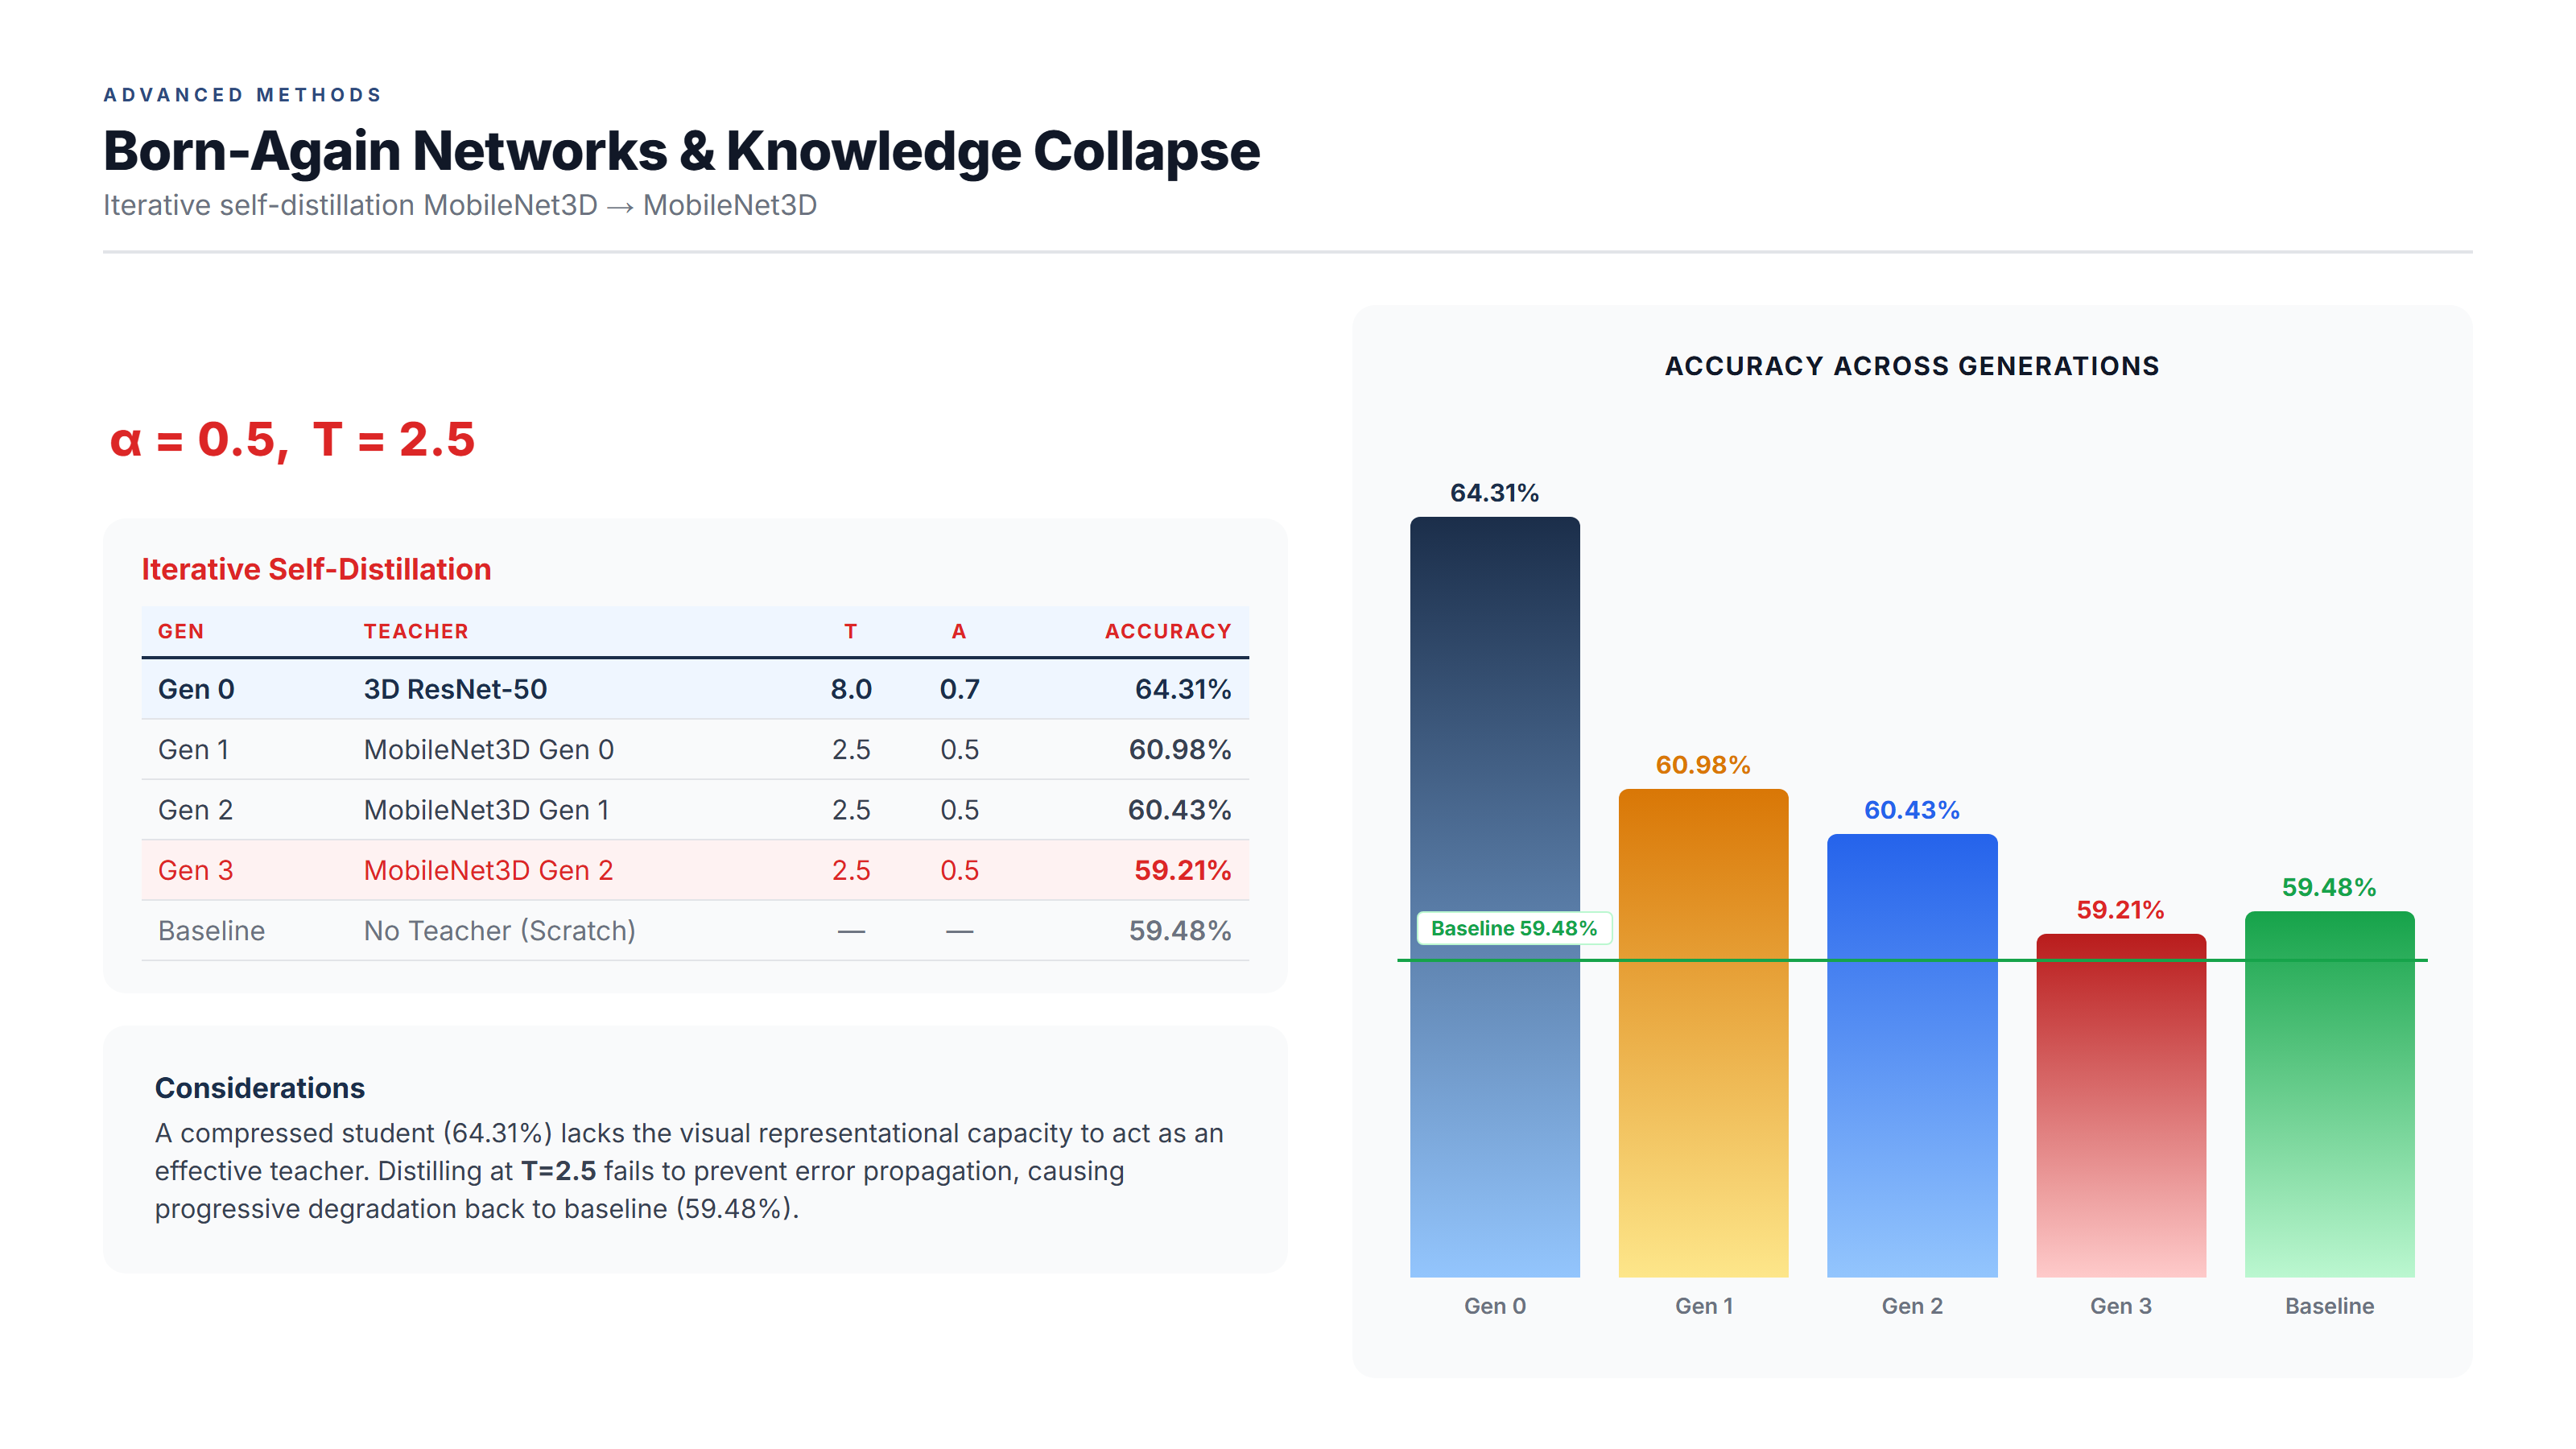 ADVANCED METHODS
Born-Again Networks & Knowledge Collapse
Iterative self-distillation MobileNet3D → MobileNet3D
α = 0.5, T = 2.5
Iterative Self-Distillation
GEN TEACHER T A ACCURACY
Gen 0 3D ResNet-50 8.0 0.7 64.31%
Gen 1 MobileNet3D Gen 0 2.5 0.5 60.98%
Gen 2 MobileNet3D Gen 1 2.5 0.5 60.43%
Gen 3 MobileNet3D Gen 2 2.5 0.5 59.21%
Baseline No Teacher (Scratch) — — 59.48%
Considerations
A compressed student (64.31%) lacks the visual representational capacity to act as an
effective teacher. Distilling at T=2.5 fails to prevent error propagation, causing
progressive degradation back to baseline (59.48%).
ACCURACY ACROSS GENERATIONS
64.31%
60.98%
60.43%
59.21%
59.48%
Baseline 59.48%
Gen 0 Gen 1 Gen 2 Gen 3 Baseline